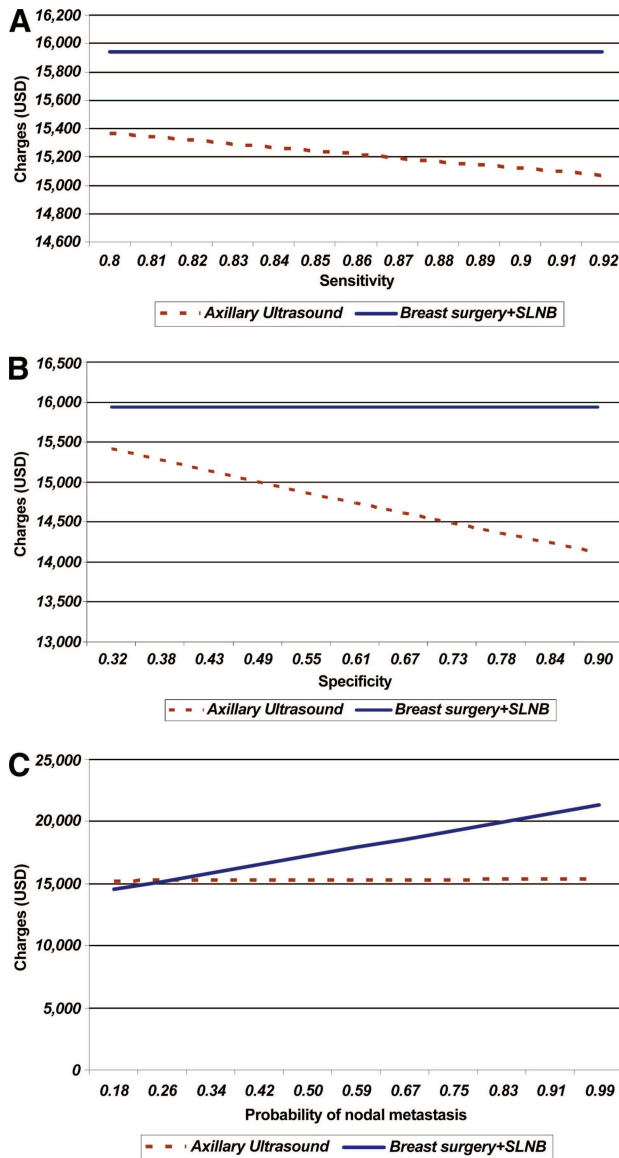 A
16,200
16,000
15,800
15,600
15,400
15,200
15,000
14,800
14,600
Charges (USD)
0.8 0.81 0.82 0.83 0.84 0.85 0.86 0.87 0.88 0.89 0.9 0.91 0.92
Sensitivity
Axillary Ultrasound Breast surgery+SLNB
B
16,500
16,000
15,500
15,000
14,500
14,000
13,500
13,000
Charges (USD)
0.32 0.38 0.43 0.49 0.55 0.61 0.67 0.73 0.78 0.84 0.90
Specificity
Axillary Ultrasound Breast surgery+SLNB
C
25,000
20,000
15,000
10,000
5,000
0
Charges (USD)
0.18 0.26 0.34 0.42 0.50 0.59 0.67 0.75 0.83 0.91 0.99
Probability of nodal metastasis
Axillary Ultrasound Breast surgery+SLNB